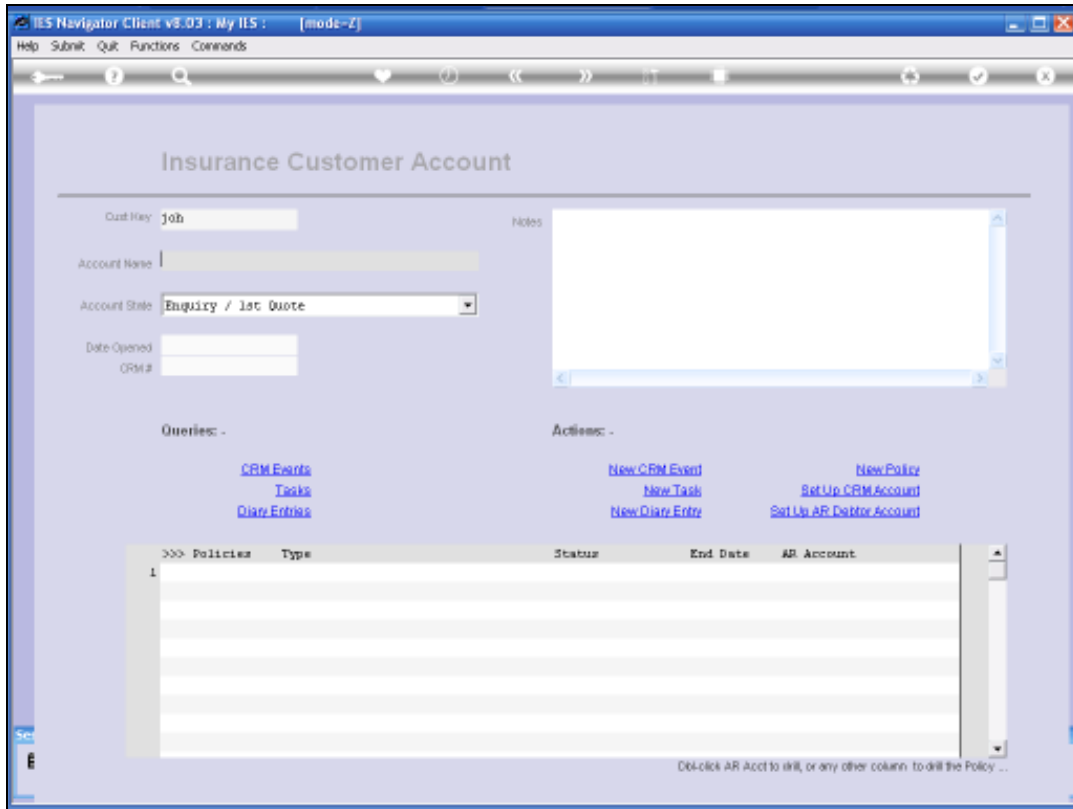 IES Navigator Client v8.03 : My IES : [mode-Z]
Help Submit Quit Functions Commands
Insurance Customer Account
Cust Key joh
Notes
Account Name
Account State Enquiry / 1st Quote
Date Opened
CRM #
Queries: - Actions: -
CRM Events New CRM Event New Policy
Tasks New Task Set Up CRM Account
Diary Entries New Diary Entry Set Up AR Debtor Account
>>> Policies Type Status End Date AR Account
1
Dbl-click AR Acct to drill, or any other column to drill the Policy ...